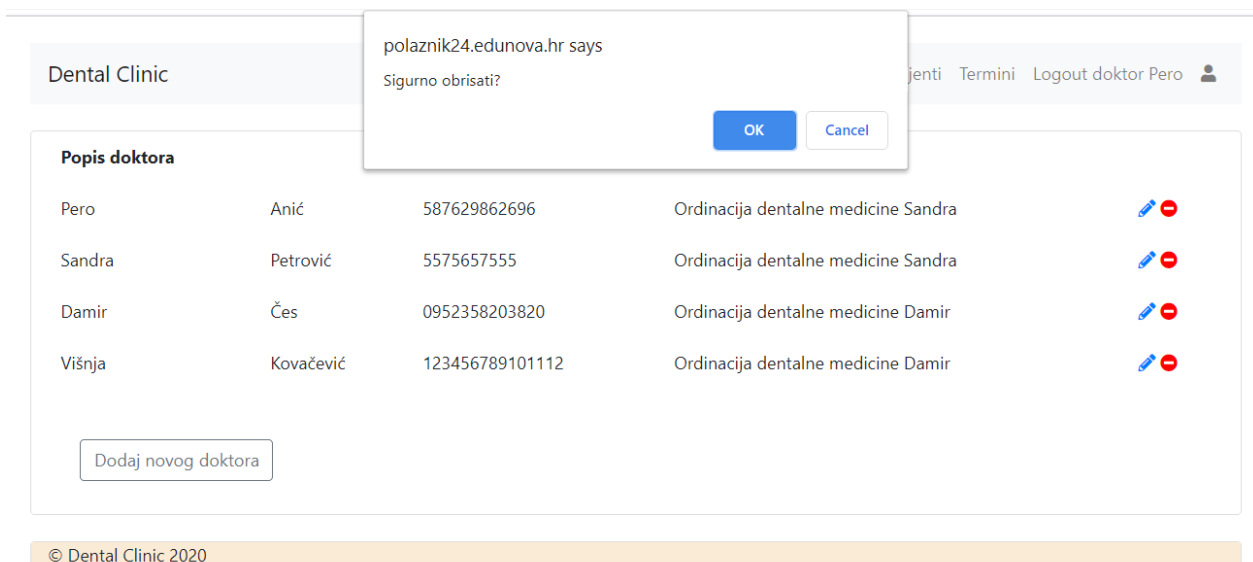 polaznik24.edunova.hr says
Sigurno obrisati?
OK Cancel
Dental Clinic jenti Termini Logout doktor Pero
Popis doktora
Pero Anić 587629862696 Ordinacija dentalne medicine Sandra
Sandra Petrović 5575657555 Ordinacija dentalne medicine Sandra
Damir Čes 0952358203820 Ordinacija dentalne medicine Damir
Višnja Kovačević 123456789101112 Ordinacija dentalne medicine Damir
Dodaj novog doktora
© Dental Clinic 2020